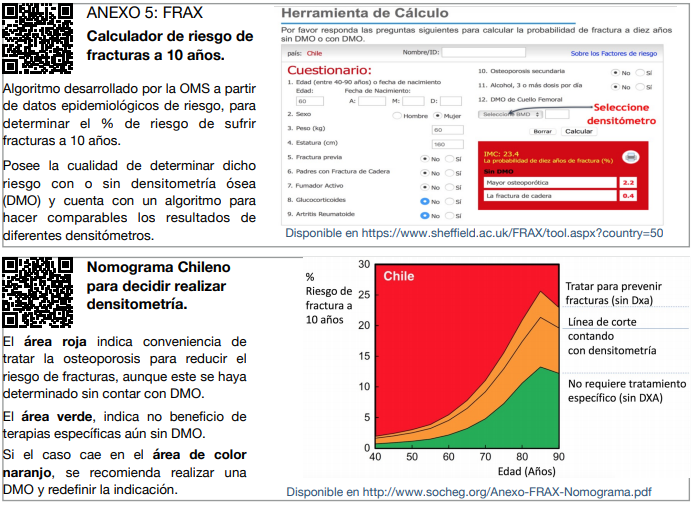 ANEXO 5: FRAX
Calculador de riesgo de
fracturas a 10 años.
Algoritmo desarrollado por la OMS a partir
de datos epidemiológicos de riesgo, para
determinar el % de riesgo de sufrir
fracturas a 10 años.
Posee la cualidad de determinar dicho
riesgo con o sin densitometría ósea
(DMO) y cuenta con un algoritmo para
hacer comparables los resultados de
diferentes densitómetros.
Herramienta de Cálculo
Por favor responda las preguntas siguientes para calcular la probabilidad de fractura a diez años
sin DMO o con DMO.
país: Chile
Nombre/ID:
Sobre los Factores de riesgo
Cuestionario:
1. Edad (entre 40-90 años) o fecha de nacimiento
Edad:
Fecha de Nacimiento:
60
A:
M:
D:
2. Sexo
Hombre
Mujer
3. Peso (kg)
60
4. Estatura (cm)
160
5. Fractura previa
No
Sí
6. Padres con Fractura de Cadera
No
Sí
7. Fumador Activo
No
Sí
8. Glucocorticoides
No
Sí
9. Artritis Reumatoide
No
Sí
10. Osteoporosis secundaria
No
Sí
11. Alcohol, 3 o más dosis por día
No
Sí
12. DMO de Cuello Femoral
Seleccione BMD
Seleccione
densitómetro
Borrar
Calcular
IMC: 23.4
La probabilidad de diez años de fractura (%)
Sin DMO
Mayor osteoporótica
2.2
La fractura de cadera
0.4
Disponible en https://www.sheffield.ac.uk/FRAX/tool.aspx?country=50
Nomograma Chileno
para decidir realizar
densitometría.
El área roja indica conveniencia de
tratar la osteoporosis para reducir el
riesgo de fracturas, aunque este se haya
determinado sin contar con DMO.
El área verde, indica no beneficio de
terapias específicas aún sin DMO.
Si el caso cae en el área de color
naranjo, se recomienda realizar una
DMO y redefinir la indicación.
%
Riesgo de
fractura a
10 años
Chile
30
25
20
15
10
5
0
40
50
60
70
80
90
Edad (Años)
Tratar para prevenir
fracturas (sin Dxa)
Línea de corte
contando
con densitometría
No requiere tratamiento
específico (sin DXA)
Disponible en http://www.socheg.org/Anexo-FRAX-Nomograma.pdf